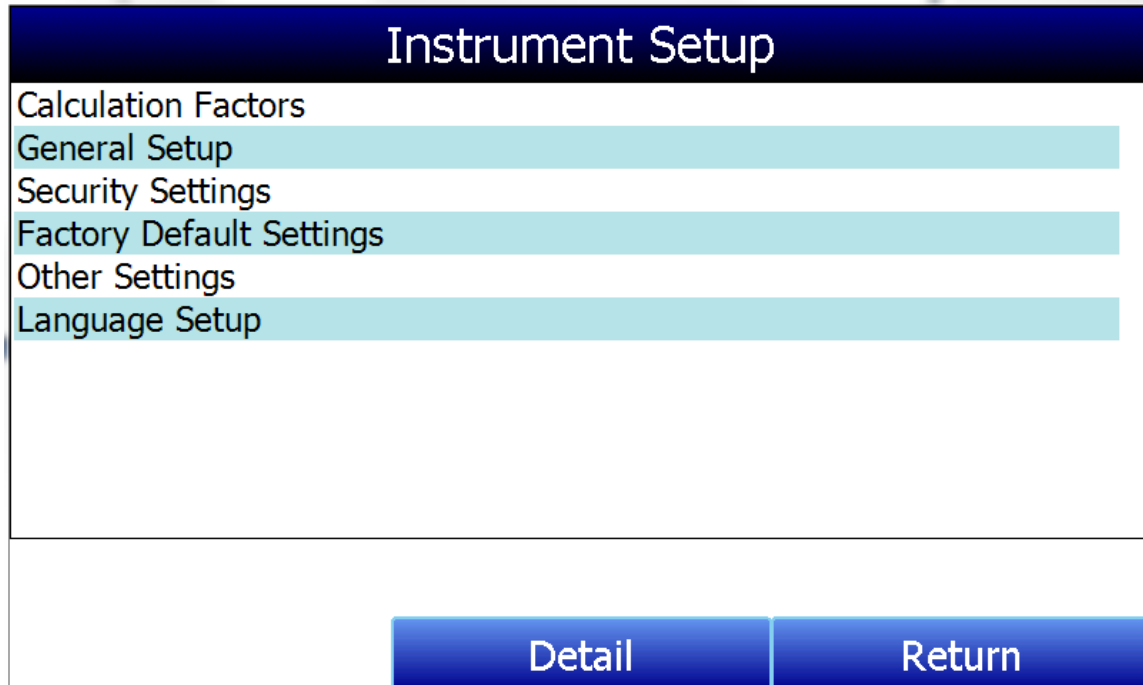 Instrument Setup
Calculation Factors
General Setup
Security Settings
Factory Default Settings
Other Settings
Language Setup
Detail
Return